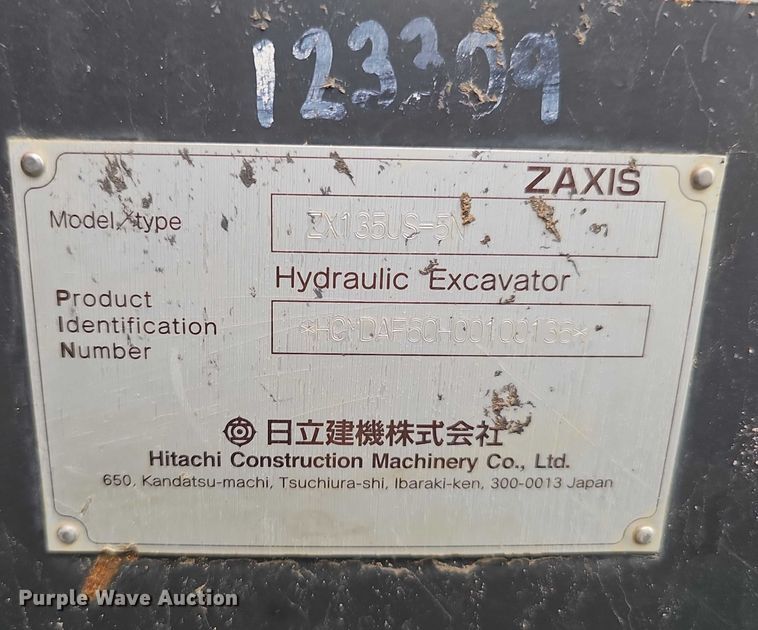 123309
ZAXIS
Model/type
ZX135US-5N
Hydraulic Excavator
Product
Identification
Number
日立建機株式会社
Hitachi Construction Machinery Co., Ltd.
650, Kandatsu-machi, Tsuchiura-shi, Ibaraki-ken, 300-0013 Japan
Purple Wave Auction